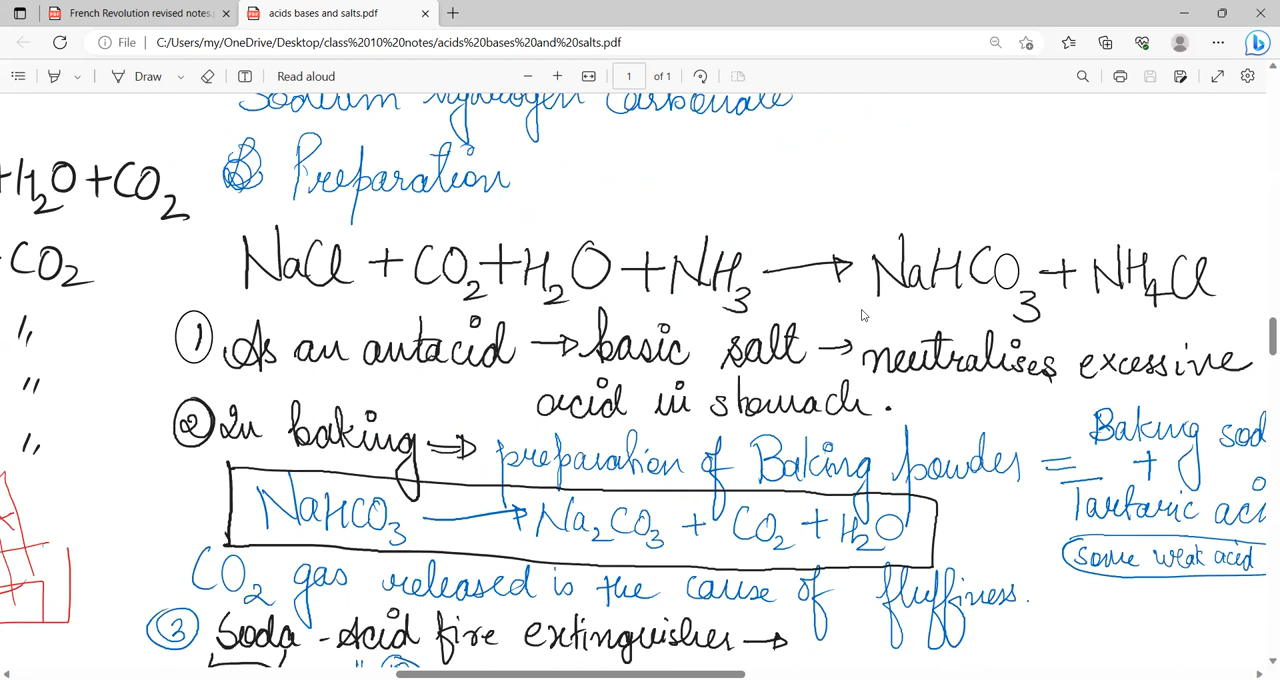 French Revolution revised notes.
acids bases and salts.pdf
File C:/Users/my/OneDrive/Desktop/class%2010%20notes/acids%20bases%20and%20salts.pdf
Draw Read aloud 1 of 1
Sodium Hydrogen Carbonate
Preparation
+H₂O+CO₂
NaCl + CO₂ + H₂O + NH₃ → NaHCO₃ + NH₄Cl
CO₂
① As an antacid → basic salt → neutralises excessive
acid in stomach.
② In baking ⇒ preparation of Baking powder = Baking sod
+
Tartaric aci
some weak acid
NaHCO₃ → Na₂CO₃ + CO₂ + H₂O
CO₂ gas released is the cause of fluffiness.
③ Soda-Acid fire extinguisher →